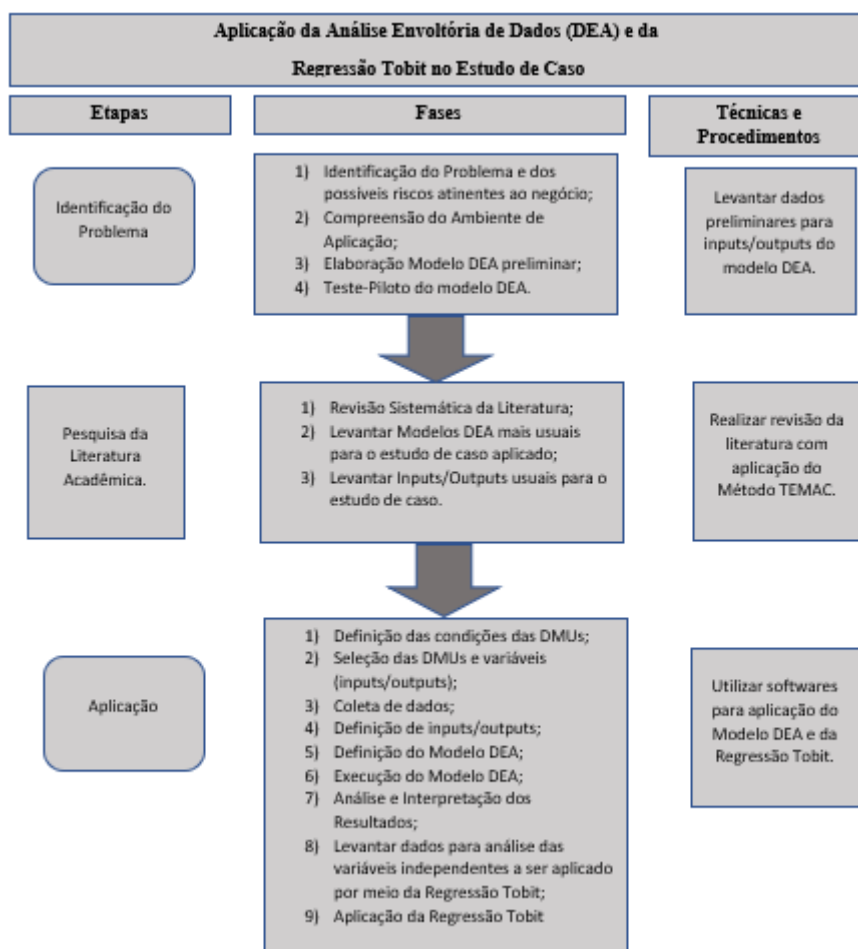 Aplicação da Análise Envoltória de Dados (DEA) e da
Regressão Tobit no Estudo de Caso
Etapas
Fases
Técnicas e
Procedimentos
Identificação do
Problema
1) Identificação do Problema e dos
possíveis riscos atinentes ao negócio;
2) Compreensão do Ambiente de
Aplicação;
3) Elaboração Modelo DEA preliminar;
4) Teste-Piloto do modelo DEA.
Levantar dados
preliminares para
inputs/outputs do
modelo DEA.
Pesquisa da
Literatura
Acadêmica.
1) Revisão Sistemática da Literatura;
2) Levantar Modelos DEA mais usuais
para o estudo de caso aplicado;
3) Levantar Inputs/Outputs usuais para o
estudo de caso.
Realizar revisão da
literatura com
aplicação do
Método TEMAC.
Aplicação
1) Definição das condições das DMUs;
2) Seleção das DMUs e variáveis
(inputs/outputs);
3) Coleta de dados;
4) Definição de inputs/outputs;
5) Definição do Modelo DEA;
6) Execução do Modelo DEA;
7) Análise e Interpretação dos
Resultados;
8) Levantar dados para análise das
variáveis independentes a ser aplicado
por meio da Regressão Tobit;
9) Aplicação da Regressão Tobit
Utilizar softwares
para aplicação do
Modelo DEA e da
Regressão Tobit.